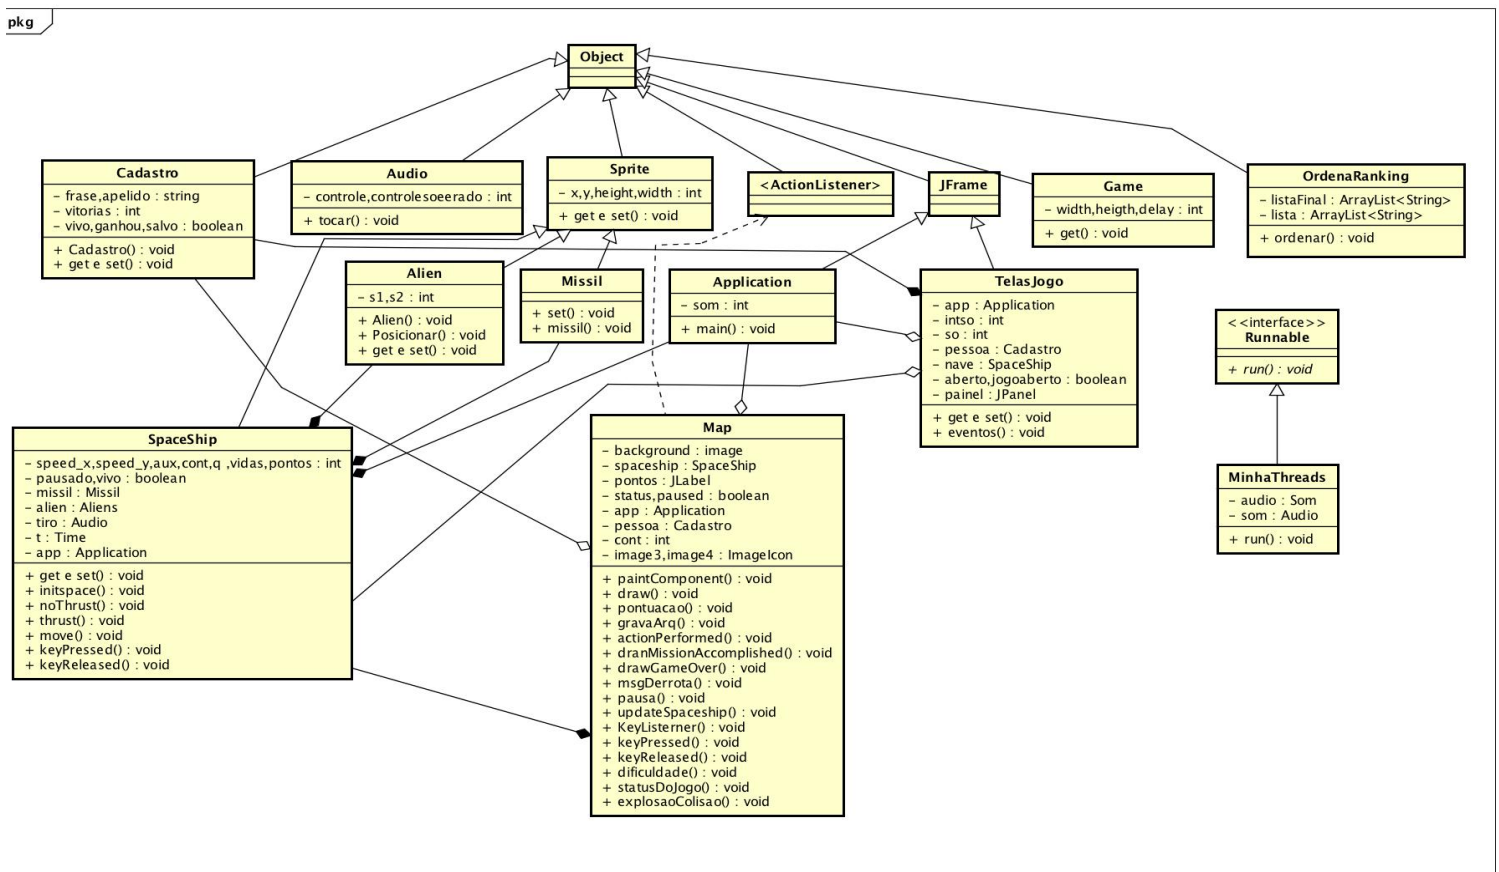 pkg
Object
Cadastro
– frase,apelido : string
– vitorias : int
– vivo,ganhou,salvo : boolean
+ Cadastro() : void
+ get e set() : void
Audio
– controle,controlesoeerado : int
+ tocar() : void
Sprite
– x,y,height,width : int
+ get e set() : void
<ActionListener>
JFrame
Game
– width,heigth,delay : int
+ get() : void
OrdenaRanking
– listaFinal : ArrayList<String>
– lista : ArrayList<String>
+ ordenar() : void
Alien
– s1,s2 : int
+ Alien() : void
+ Posicionar() : void
+ get e set() : void
Missil
+ set() : void
+ missil() : void
Application
– som : int
+ main() : void
TelasJogo
– app : Application
– intso : int
– so : int
– pessoa : Cadastro
– nave : SpaceShip
– aberto,jogoaberto : boolean
– painel : JPanel
+ get e set() : void
+ eventos() : void
<<interface>>
Runnable
+ run() : void
SpaceShip
– speed_x,speed_y,aux,cont,q ,vidas,pontos : int
– pausado,vivo : boolean
– missil : Missil
– alien : Aliens
– tiro : Audio
– t : Time
– app : Application
+ get e set() : void
+ initspace() : void
+ noThrust() : void
+ thrust() : void
+ move() : void
+ keyPressed() : void
+ keyReleased() : void
Map
– background : image
– spaceship : SpaceShip
– pontos : JLabel
– status,paused : boolean
– app : Application
– pessoa : Cadastro
– cont : int
– image3,image4 : ImageIcon
+ paintComponent() : void
+ draw() : void
+ pontuacao() : void
+ gravaArq() : void
+ actionPerformed() : void
+ dranMissionAccomplished() : void
+ drawGameOver() : void
+ msgDerrota() : void
+ pausa() : void
+ updateSpaceship() : void
+ KeyListerner() : void
+ keyPressed() : void
+ keyReleased() : void
+ dificuldade() : void
+ statusDoJogo() : void
+ explosaoColisao() : void
MinhaThreads
– audio : Som
– som : Audio
+ run() : void